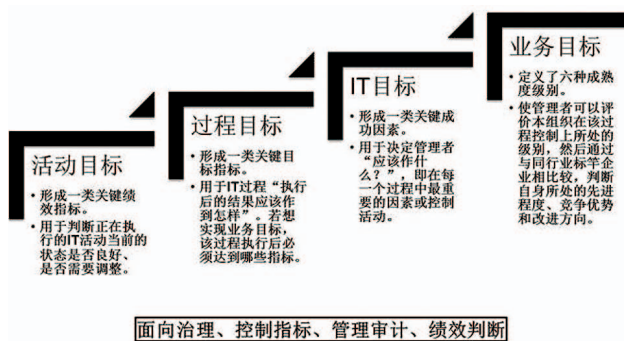 业务目标
• 定义了六种成熟
度级别。
• 使管理者可以评
价本组织在该过
程控制上所处的
级别，然后通过
与同行业标竿企
业相比较，判断
自身所处的先进
程度、竞争优势
和改进方向。
IT目标
• 形成一类关键成
功因素。
• 用于决定管理者
“应该作什
么？”，即在每
一个过程中最重
要的因素或控制
活动。
过程目标
• 形成一类关键目
标指标。
• 用于IT过程“执行
后的结果应该作
到怎样”。若想
实现业务目标，
该过程执行后必
须达到哪些指标。
活动目标
• 形成一类关键绩
效指标。
• 用于判断正在执
行的IT活动当前的
状态是否良好、
是否需要调整。
面向治理、控制指标、管理审计、绩效判断